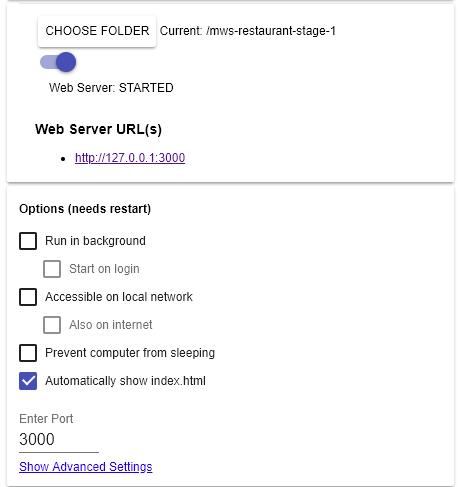 CHOOSE FOLDER Current: /mws-restaurant-stage-1
Web Server: STARTED
Web Server URL(s)
http://127.0.0.1:3000
Options (needs restart)
Run in background
Start on login
Accessible on local network
Also on internet
Prevent computer from sleeping
Automatically show index.html
Enter Port
3000
Show Advanced Settings